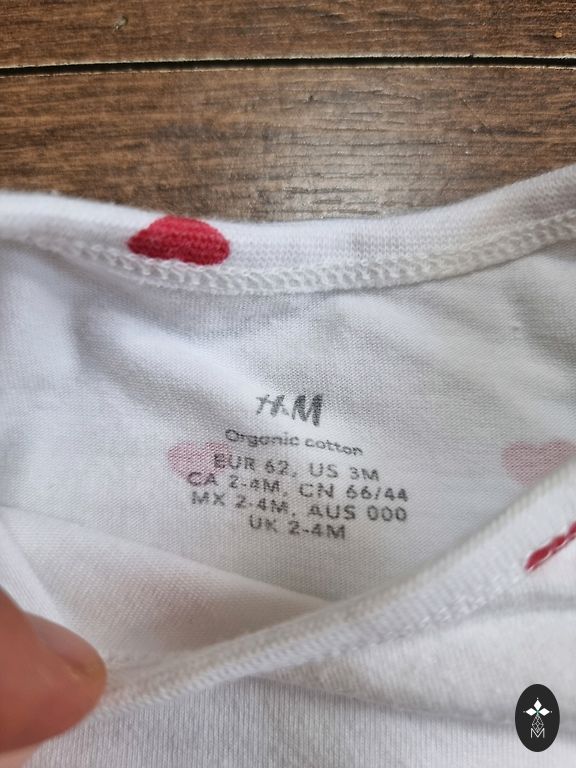 H&M
Organic cotton
EUR 62, US 3M
CA 2-4M, CN 66/44
MX 2-4M, AUS 000
UK 2-4M
M